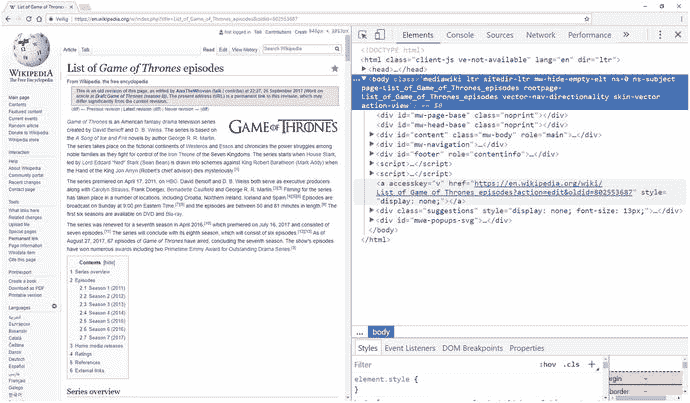 List of Game of Thrones
Veilig
https://en.wikipedia.org/w/index.php?title=List_of_Game_of_Thrones_episodes&oldid=802553687
Not logged in Talk Contributions Create
Article Talk
Read Edit View history
Search Wikipedia
WIKIPEDIA
The Free Encyclopedia
Main page
Contents
Featured content
Current events
Random article
Donate to Wikipedia
Wikipedia store
Interaction
Help
About Wikipedia
Community portal
Recent changes
Contact page
Tools
What links here
Related changes
Upload file
Special pages
Permanent link
Page information
Wikidata item
Cite this page
Print/export
Create a book
Download as PDF
Printable version
Languages
Български
Bosanski
Català
Čeština
Dansk
Deutsch
Español
فارسی
Français
Galego
한국어
List of Game of Thrones episodes
From Wikipedia, the free encyclopedia
This is an old revision of this page, as edited by
at 22:27, 26 September 2017
The present address (URL) is a permanent link to this revision, which may
differ significantly from the current revision.
(diff) ← Previous revision | Latest revision (diff) | Newer revision → (diff)
Game of Thrones is an American fantasy drama television series
created by David Benioff and D. B. Weiss. The series is based on
the A Song of Ice and Fire novels by author George R. R. Martin.
GAME OF THRONES
The series takes place on the fictional continents of Westeros and Essos and chronicles the power struggles among
noble families as they fight for control of the Iron Throne of the Seven Kingdoms. The series starts when House Stark,
led by Lord Eddard "Ned" Stark (Sean Bean) is drawn into schemes against King Robert Baratheon (Mark Addy) when
the Hand of the King Jon Arryn (Robert's chief advisor) dies mysteriously.[1]
The series premiered on April 17, 2011, on HBO. David Benioff and D. B. Weiss both serve as executive producers
along with Carolyn Strauss, Frank Doelger, Bernadette Caulfield and George R. R. Martin.[2][3] Filming for the series
has taken place in a number of locations, including Croatia, Northern Ireland, Iceland and Spain.[4][5][6] Episodes are
broadcast on Sunday at 9:00 pm Eastern Time,[7][8] and the episodes are between 50 and 81 minutes in length.[9] The
first six seasons are available on DVD and Blu-ray.
The series was renewed for a seventh season in April 2016,[10] which premiered on July 16, 2017 and consisted of
seven episodes.[11] The series will conclude with its eighth season, which will consist of six episodes.[12][13] As of
August 27, 2017, 67 episodes of Game of Thrones have aired, concluding the seventh season. The show's episodes
have won numerous awards including two Primetime Emmy Award for Outstanding Drama Series.
Contents [hide]
1 Series overview
2 Episodes
2.1 Season 1 (2011)
2.2 Season 2 (2012)
2.3 Season 3 (2013)
2.4 Season 4 (2014)
2.5 Season 5 (2015)
2.6 Season 6 (2016)
2.7 Season 7 (2017)
3 Home media releases
4 Ratings
5 References
6 External links
Series overview
Elements Console Sources Network Performance
<!DOCTYPE html>
<html class="client-js ve-not-available" lang="en" dir="ltr">
<head>…</head>
<body class="mediawiki ltr sitedir-ltr mw-hide-empty-elt ns-0 ns-subject
page-List_of_Game_of_Thrones_episodes rootpage-
List_of_Game_of_Thrones_episodes vector-nav-directionality skin-vector
action-view"> == $0
<div id="mw-page-base" class="noprint"></div>
<div id="mw-head-base" class="noprint"></div>
<div id="content" class="mw-body" role="main">…</div>
<div id="mw-navigation">…</div>
<div id="footer" role="contentinfo">…</div>
<script>…</script>
<script>…</script>
<a accesskey="v" href="https://en.wikipedia.org/wiki/
List_of_Game_of_Thrones_episodes?action=edit&oldid=802553687" style=
"display: none;"></a>
<div class="suggestions" style="display: none; font-size: 13px;">…</div>
<div id="mwe-popups-svg">…</div>
</body>
</html>
... body
Styles Event Listeners DOM Breakpoints Properties
Filter :hov .cls +
element.style {
}
border